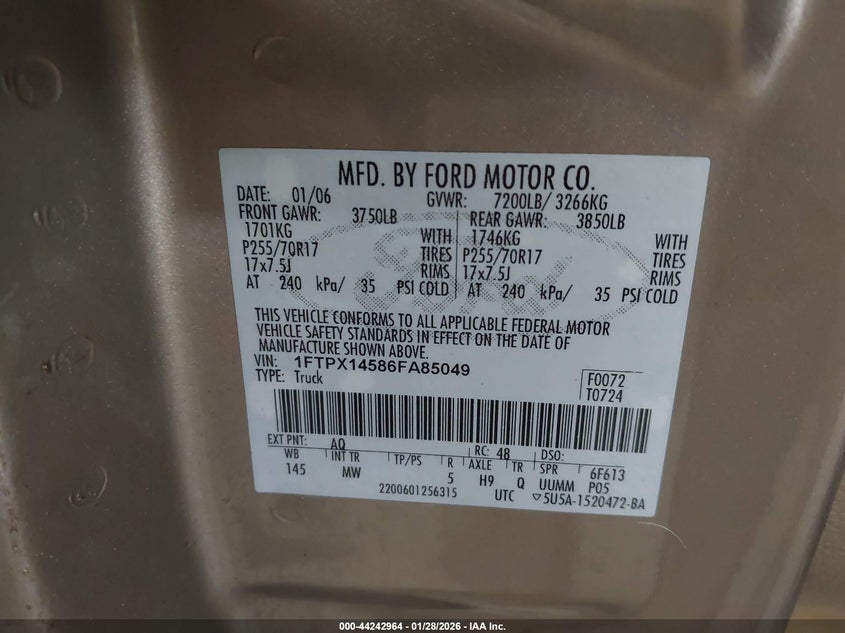 MFD. BY FORD MOTOR CO.
DATE: 01/06 GVWR: 7200LB/ 3266KG
FRONT GAWR: 3750LB REAR GAWR: 3850LB
1701KG WITH 1746KG WITH
P255/70R17 TIRES P255/70R17 TIRES
17x7.5J RIMS 17x7.5J RIMS
AT 240 kPa/ 35 PSI COLD AT 240 kPa/ 35 PSI COLD
Ford
THIS VEHICLE CONFORMS TO ALL APPLICABLE FEDERAL MOTOR
VEHICLE SAFETY STANDARDS IN EFFECT ON THE DATE OF
MANUFACTURE SHOWN ABOVE.
VIN: 1FTPX14586FA85049
TYPE: Truck
F0072
T0724
EXT PNT: AQ RC: 48 DSO:
WB INT TR TP/PS R AXLE TR SPR 6F613
145 MW 5 H9 Q UUMM P05
2200601256315 UTC ▽5U5A-1520472-BA
000-44242964 - 01/28/2026 - IAA Inc.